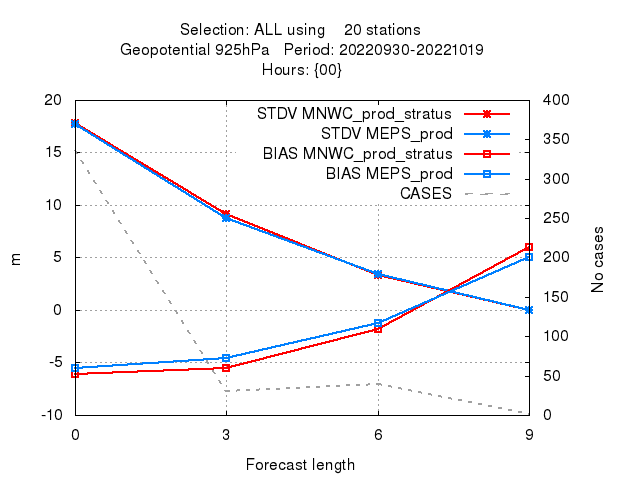 Selection: ALL using    20 stations
Geopotential 925hPa   Period: 20220930-20221019
Hours: {00}
STDV MNWC_prod_stratus
STDV MEPS_prod
BIAS MNWC_prod_stratus
BIAS MEPS_prod
CASES
20
15
10
5
0
-5
-10
m
400
350
300
250
200
150
100
50
0
No cases
0 3 6 9
Forecast length